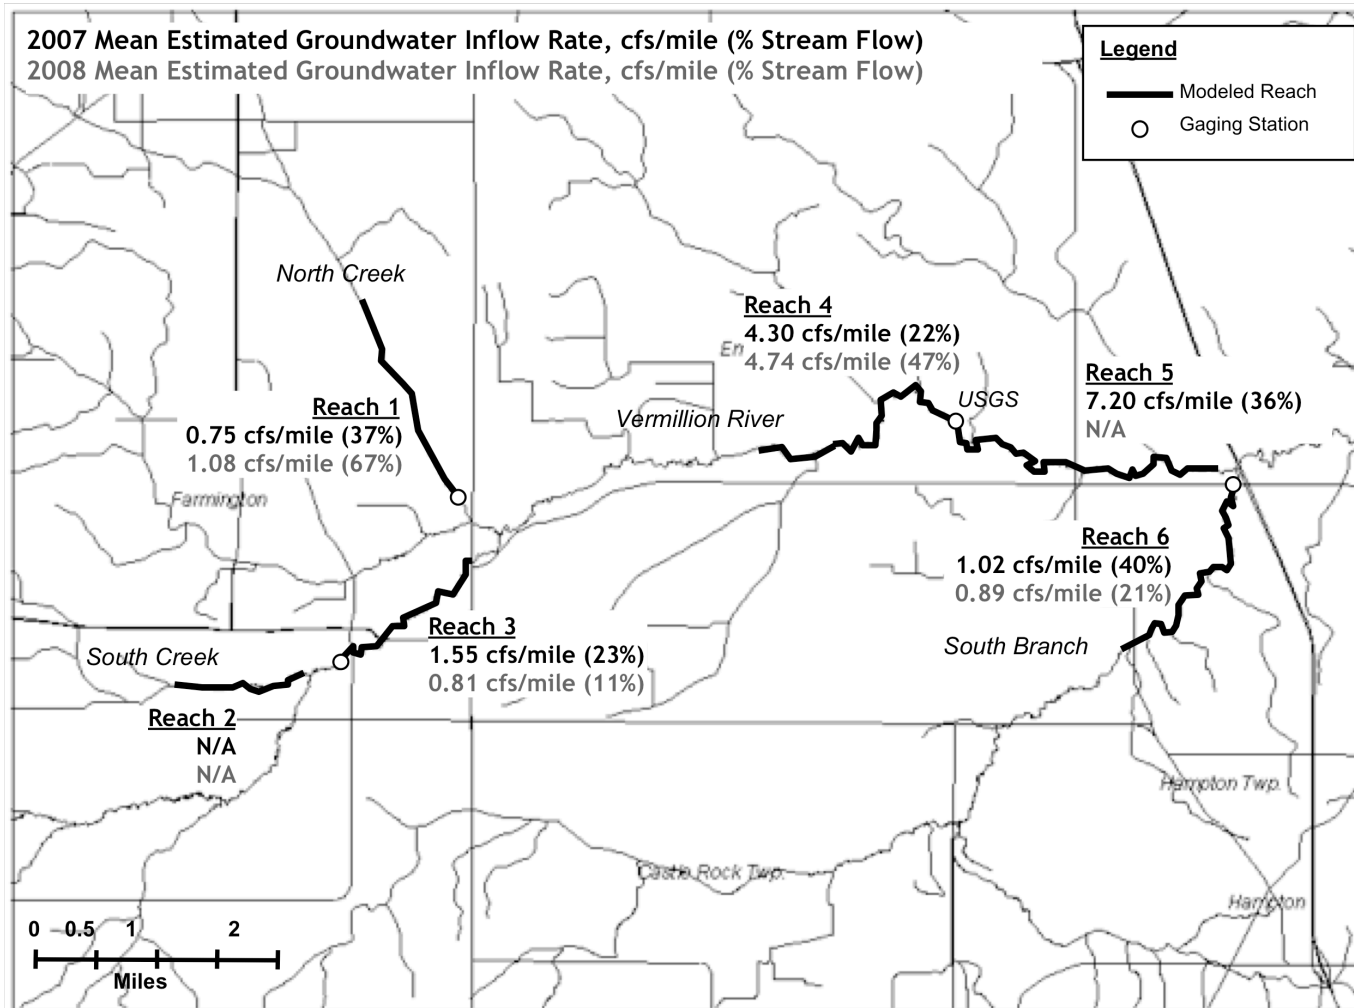 2007 Mean Estimated Groundwater Inflow Rate, cfs/mile (% Stream Flow)
2008 Mean Estimated Groundwater Inflow Rate, cfs/mile (% Stream Flow)
Legend
Modeled Reach
Gaging Station
North Creek
Reach 4
4.30 cfs/mile (22%)
Em
4.74 cfs/mile (47%)
Reach 5
7.20 cfs/mile (36%)
N/A
USGS
Vermillion River
Reach 1
0.75 cfs/mile (37%)
1.08 cfs/mile (67%)
Farmington
Reach 6
1.02 cfs/mile (40%)
0.89 cfs/mile (21%)
South Branch
Reach 3
1.55 cfs/mile (23%)
0.81 cfs/mile (11%)
South Creek
Reach 2
N/A
N/A
Hampton Twp.
Castle Rock Twp.
Hampton
0 0.5 1 2
Miles